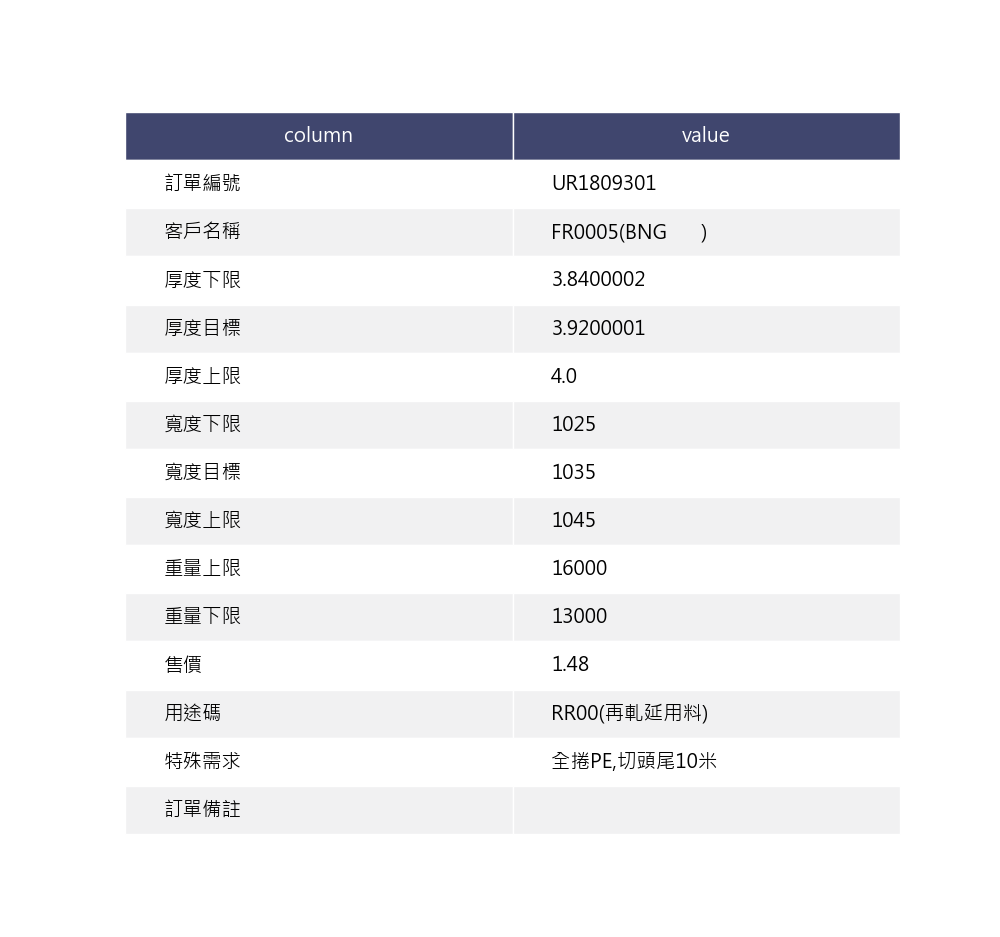 column value
訂單編號 UR1809301
客戶名稱 FR0005(BNG      )
厚度下限 3.8400002
厚度目標 3.9200001
厚度上限 4.0
寬度下限 1025
寬度目標 1035
寬度上限 1045
重量上限 16000
重量下限 13000
售價 1.48
用途碼 RR00(再軋延用料)
特殊需求 全捲PE,切頭尾10米
訂單備註